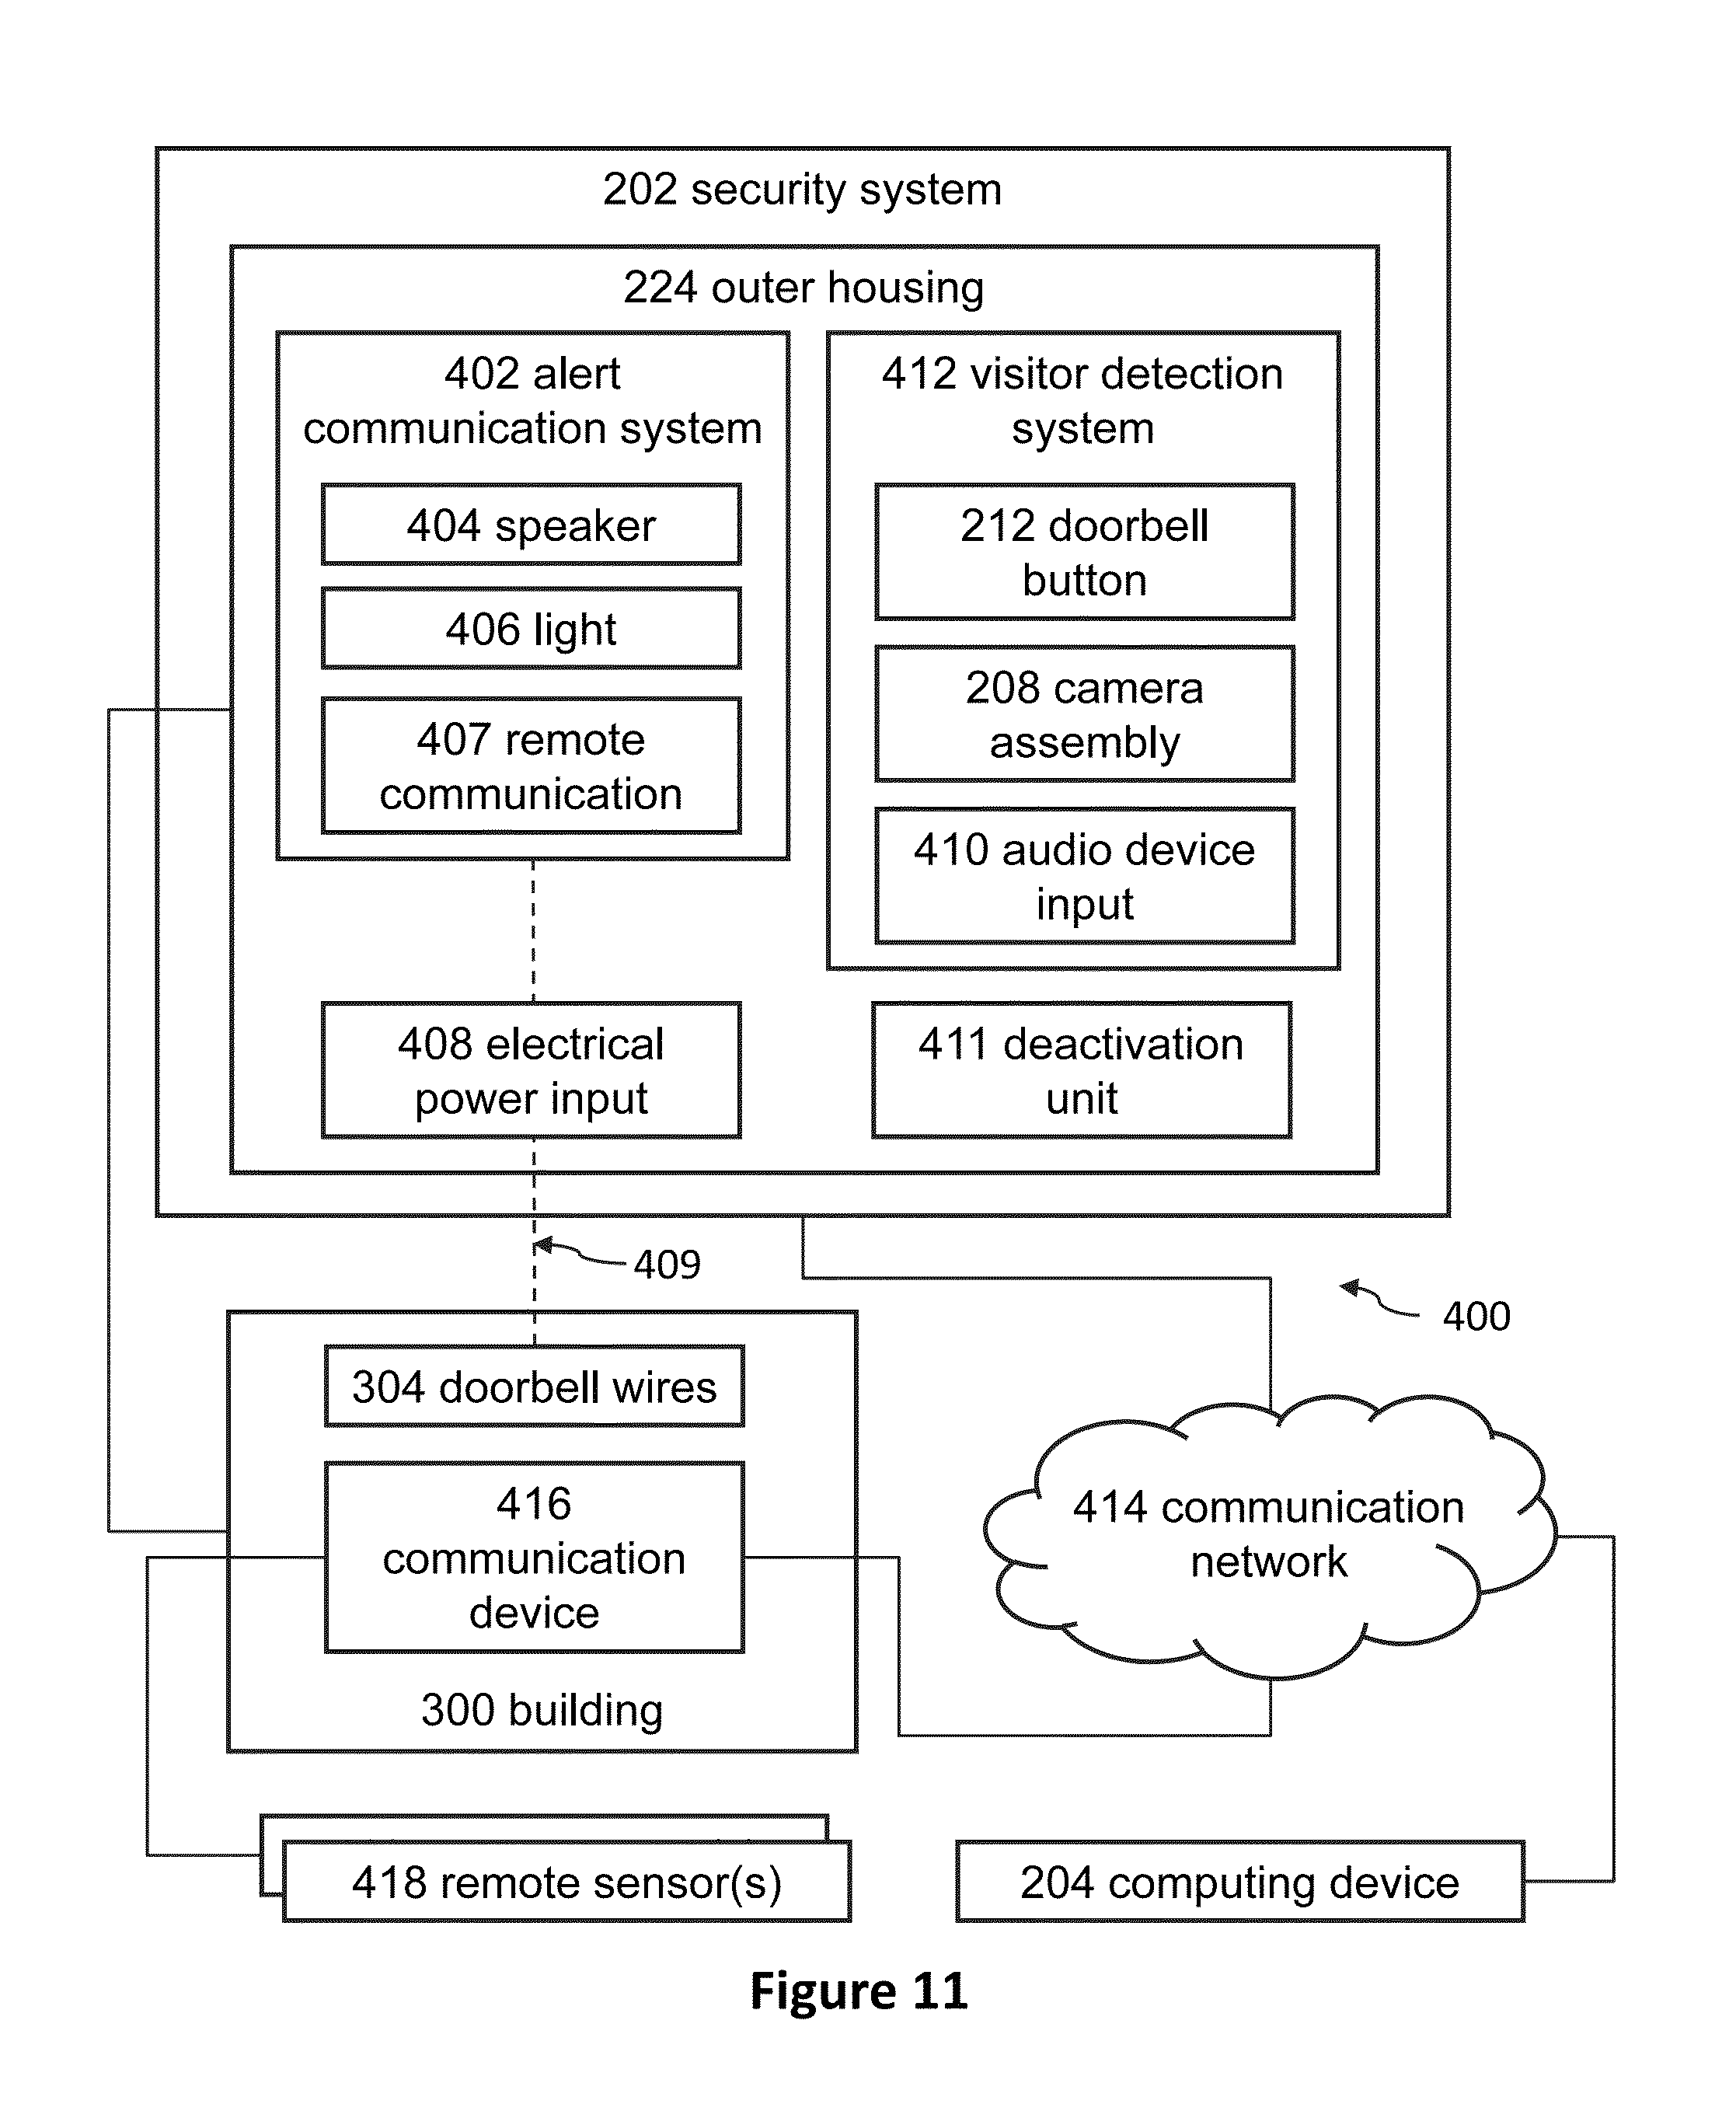 202 security system
224 outer housing
402 alert
communication system
404 speaker
406 light
407 remote
communication
412 visitor detection
system
212 doorbell
button
208 camera
assembly
410 audio device
input
408 electrical
power input
411 deactivation
unit
409
400
304 doorbell wires
416
communication
device
300 building
414 communication
network
418 remote sensor(s)
204 computing device
Figure 11